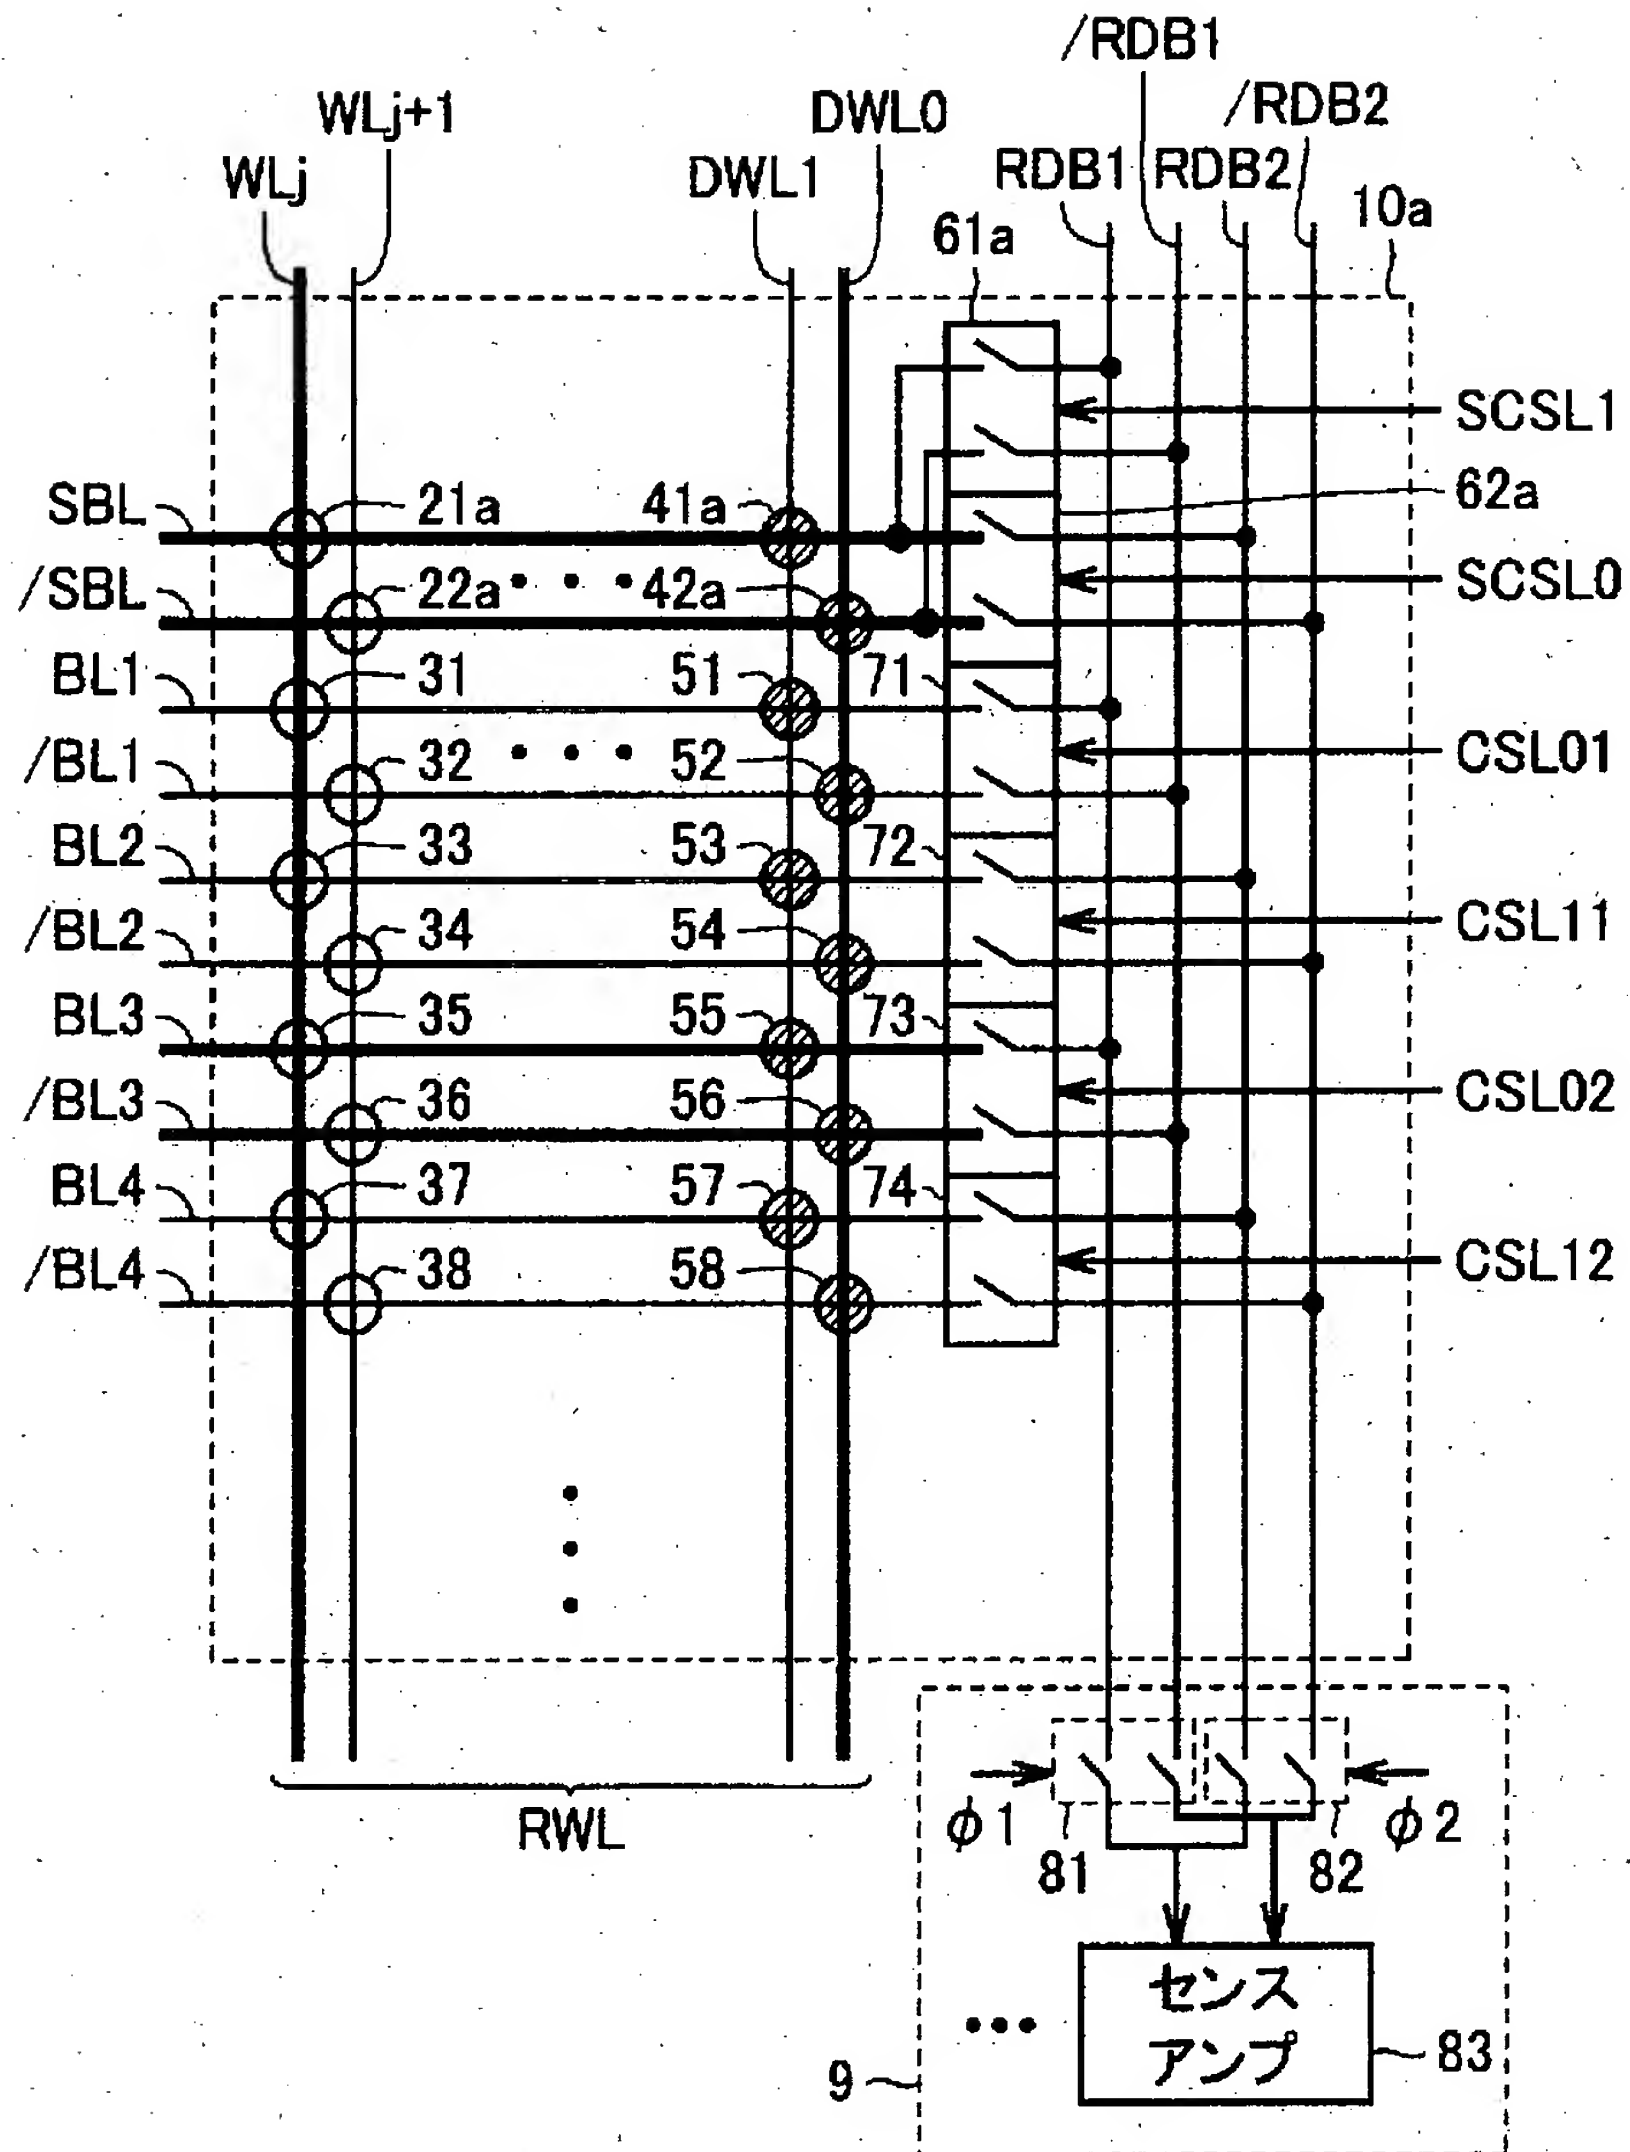 /RDB1
WLj+1
DWL0
/RDB2
WLj
DWL1
RDB1
RDB2
10a
61a
SCSL1
SBL
21a
41a
62a
/SBL
22a
42a
SCSL0
BL1
31
51
71
/BL1
32
52
CSL01
BL2
33
53
72
/BL2
34
54
CSL11
BL3
35
55
73
/BL3
36
56
CSL02
BL4
37
57
74
/BL4
38
58
CSL12
RWL
φ1
81
82
φ2
センス
アンプ
83
9